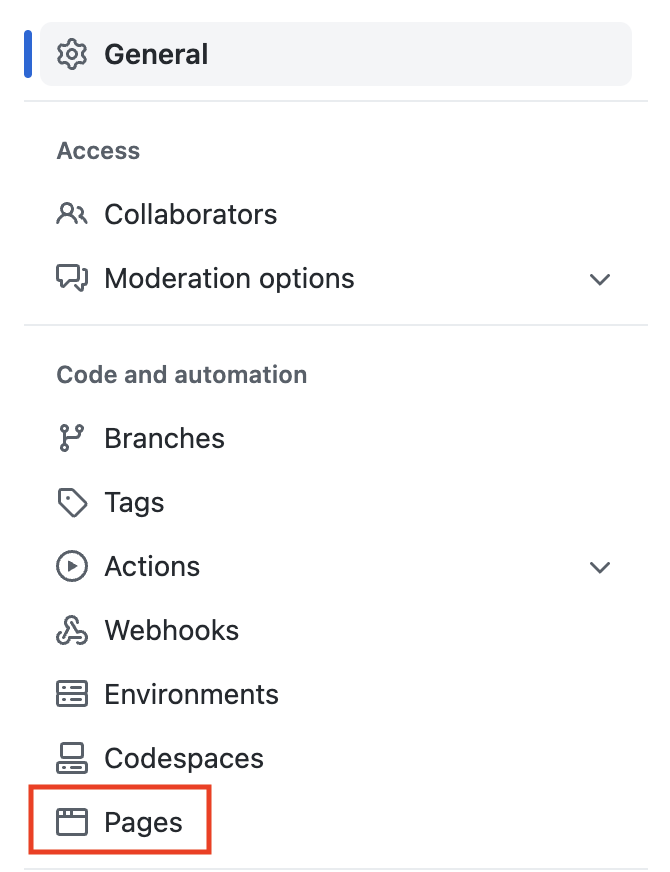 General
Access
Collaborators
Moderation options
Code and automation
Branches
Tags
Actions
Webhooks
Environments
Codespaces
Pages